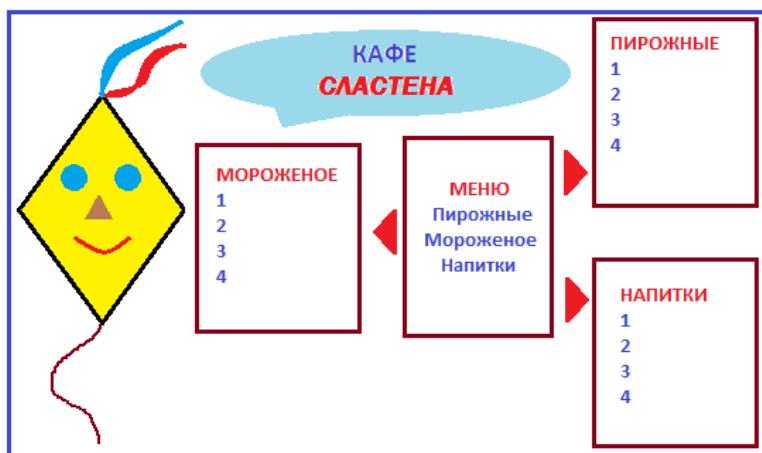 КАФЕ
СЛАСТЕНА
ПИРОЖНЫЕ
1
2
3
4
МОРОЖЕНОЕ
1
2
3
4
МЕНЮ
Пирожные
Мороженое
Напитки
НАПИТКИ
1
2
3
4